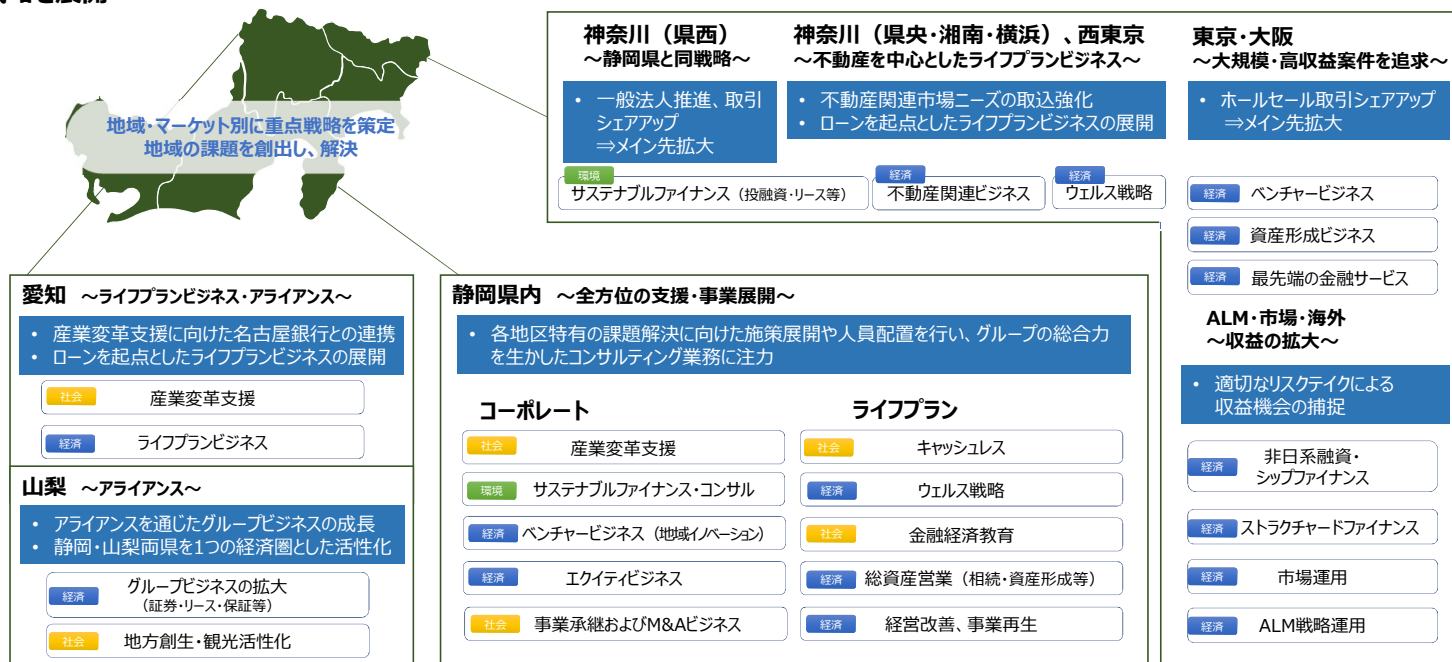 地域・マーケット別に重点戦略を策定
地域の課題を創出し、解決
神奈川（県西）
～静岡県と同戦略～
• 一般法人推進、取引
シェアアップ
⇒メイン先拡大
神奈川（県央・湘南・横浜）、西東京
～不動産を中心としたライフプランビジネス～
• 不動産関連市場ニーズの取込強化
• ローンを起点としたライフプランビジネスの展開
環境
サステナブルファイナンス（投融資・リース等）
経済
不動産関連ビジネス
経済
ウェルス戦略
東京・大阪
～大規模・高収益案件を追求～
• ホールセール取引シェアアップ
⇒メイン先拡大
経済 ベンチャービジネス
経済 資産形成ビジネス
経済 最先端の金融サービス
ALM・市場・海外
～収益の拡大～
• 適切なリスクテイクによる
収益機会の捕捉
経済 非日系融資・
シップファイナンス
経済 ストラクチャードファイナンス
経済 市場運用
経済 ALM戦略運用
愛知 ～ライフプランビジネス・アライアンス～
• 産業変革支援に向けた名古屋銀行との連携
• ローンを起点としたライフプランビジネスの展開
社会 産業変革支援
経済 ライフプランビジネス
山梨 ～アライアンス～
• アライアンスを通じたグループビジネスの成長
• 静岡・山梨両県を1つの経済圏とした活性化
経済 グループビジネスの拡大
（証券・リース・保証等）
社会 地方創生・観光活性化
静岡県内 ～全方位の支援・事業展開～
• 各地区特有の課題解決に向けた施策展開や人員配置を行い、グループの総合力
を生かしたコンサルティング業務に注力
コーポレート
社会 産業変革支援
環境 サステナブルファイナンス・コンサル
経済 ベンチャービジネス（地域イノベーション）
経済 エクイティビジネス
社会 事業承継およびM&Aビジネス
ライフプラン
社会 キャッシュレス
経済 ウェルス戦略
社会 金融経済教育
経済 総資産営業（相続・資産形成等）
経済 経営改善、事業再生